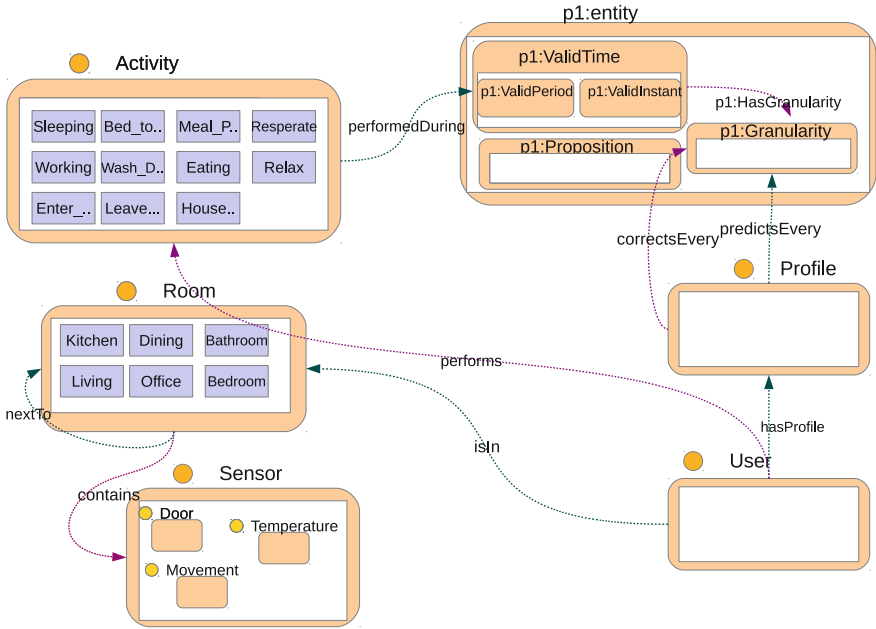 p1:entity
Activity
p1:ValidTime
p1:ValidPeriod
p1:ValidInstant
p1:HasGranularity
performedDuring
p1:Granularity
p1:Proposition
Sleeping
Bed_to..
Meal_P..
Resperate
Working
Wash_D..
Eating
Relax
Enter_..
Leave...
House..
correctsEvery
predictsEvery
Profile
Room
Kitchen
Dining
Bathroom
Living
Office
Bedroom
performs
nextTo
isIn
hasProfile
User
contains
Sensor
Door
Temperature
Movement